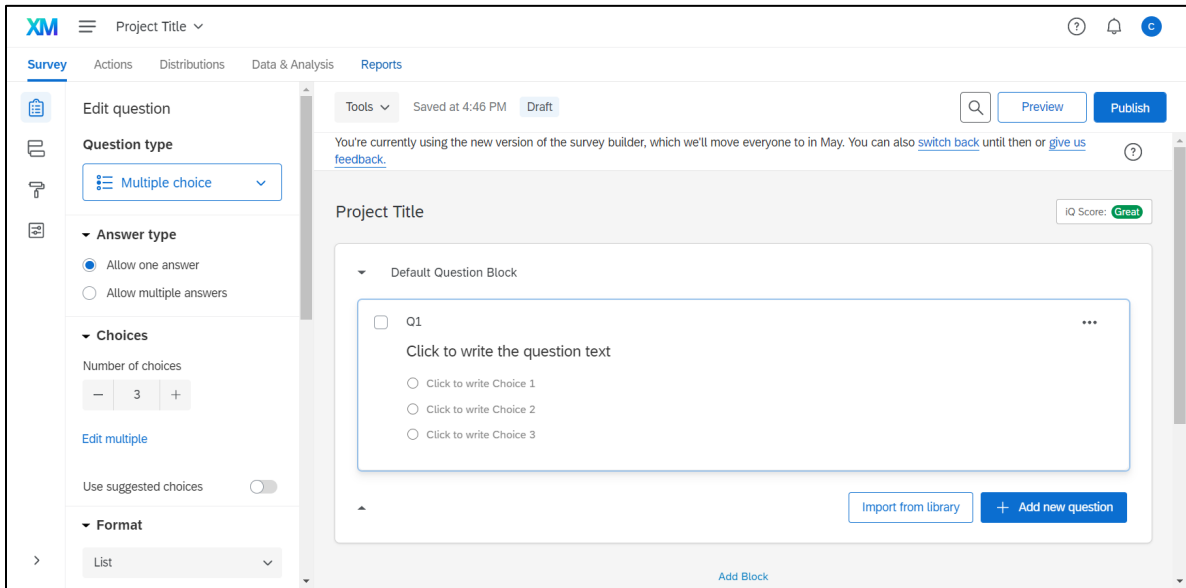 XM Project Title
?
C
Survey Actions Distributions Data & Analysis Reports
Edit question
Question type
Multiple choice
Answer type
Allow one answer
Allow multiple answers
Choices
Number of choices
− 3 +
Edit multiple
Use suggested choices
Format
List
Tools Saved at 4:46 PM Draft
Preview
Publish
You're currently using the new version of the survey builder, which we'll move everyone to in May. You can also switch back until then or give us
feedback.
?
Project Title
iQ Score: Great
Default Question Block
Q1
•••
Click to write the question text
Click to write Choice 1
Click to write Choice 2
Click to write Choice 3
Import from library
+ Add new question
Add Block